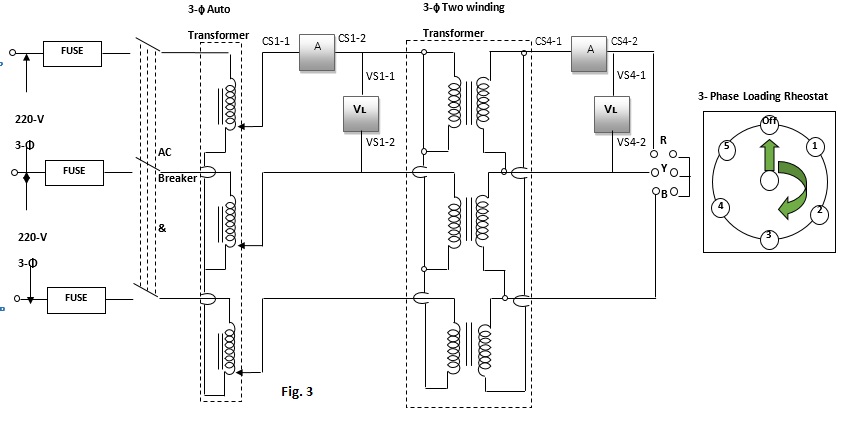 3-ϕ Auto
Transformer
3-ϕ Two winding
Transformer
FUSE
CS1-1
A
CS1-2
CS4-1
A
CS4-2
VS1-1
VS4-1
VL
VL
3- Phase Loading Rheostat
220-V
3-Φ
VS1-2
VS4-2
Off
1
2
3
4
5
R
Y
B
AC
Breaker
&
FUSE
220-V
3-Φ
FUSE
Fig. 3